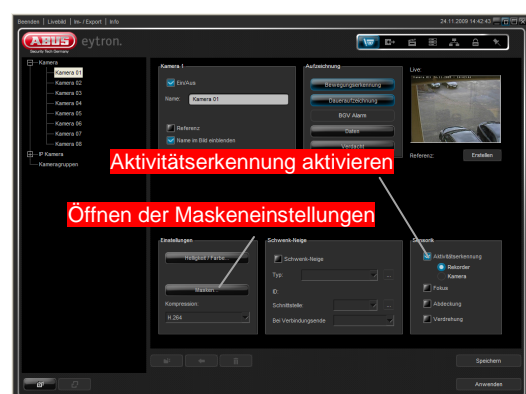 Beenden | Livebild | Im- / Export | Info
24.11.2009 14:42:43
ABUS eytron.
Security Tech Germany
Kamera
Kamera 01
Kamera 02
Kamera 03
Kamera 04
Kamera 05
Kamera 06
Kamera 07
Kamera 08
IP Kamera
Kameragruppen
Kamera 1
Ein/Aus
Name: Kamera 01
Referenz
Name im Bild einblenden
Aufzeichnung
Bewegungserkennung
Daueraufzeichnung
BGV Alarm
Daten
Verdacht
Live:
Referenz:
Erstellen
Aktivitätserkennung aktivieren
Öffnen der Maskeneinstellungen
Einstellungen
Helligkeit / Farbe...
Masken...
Kompression:
H.264
Schwenk-Neige
Schwenk-Neige
Typ:
ID:
Schnittstelle:
Bei Verbindungsende
Sensorik
Aktivitätserkennung
Rekorder
Kamera
Fokus
Abdeckung
Verdrehung
Speichern
Anwenden